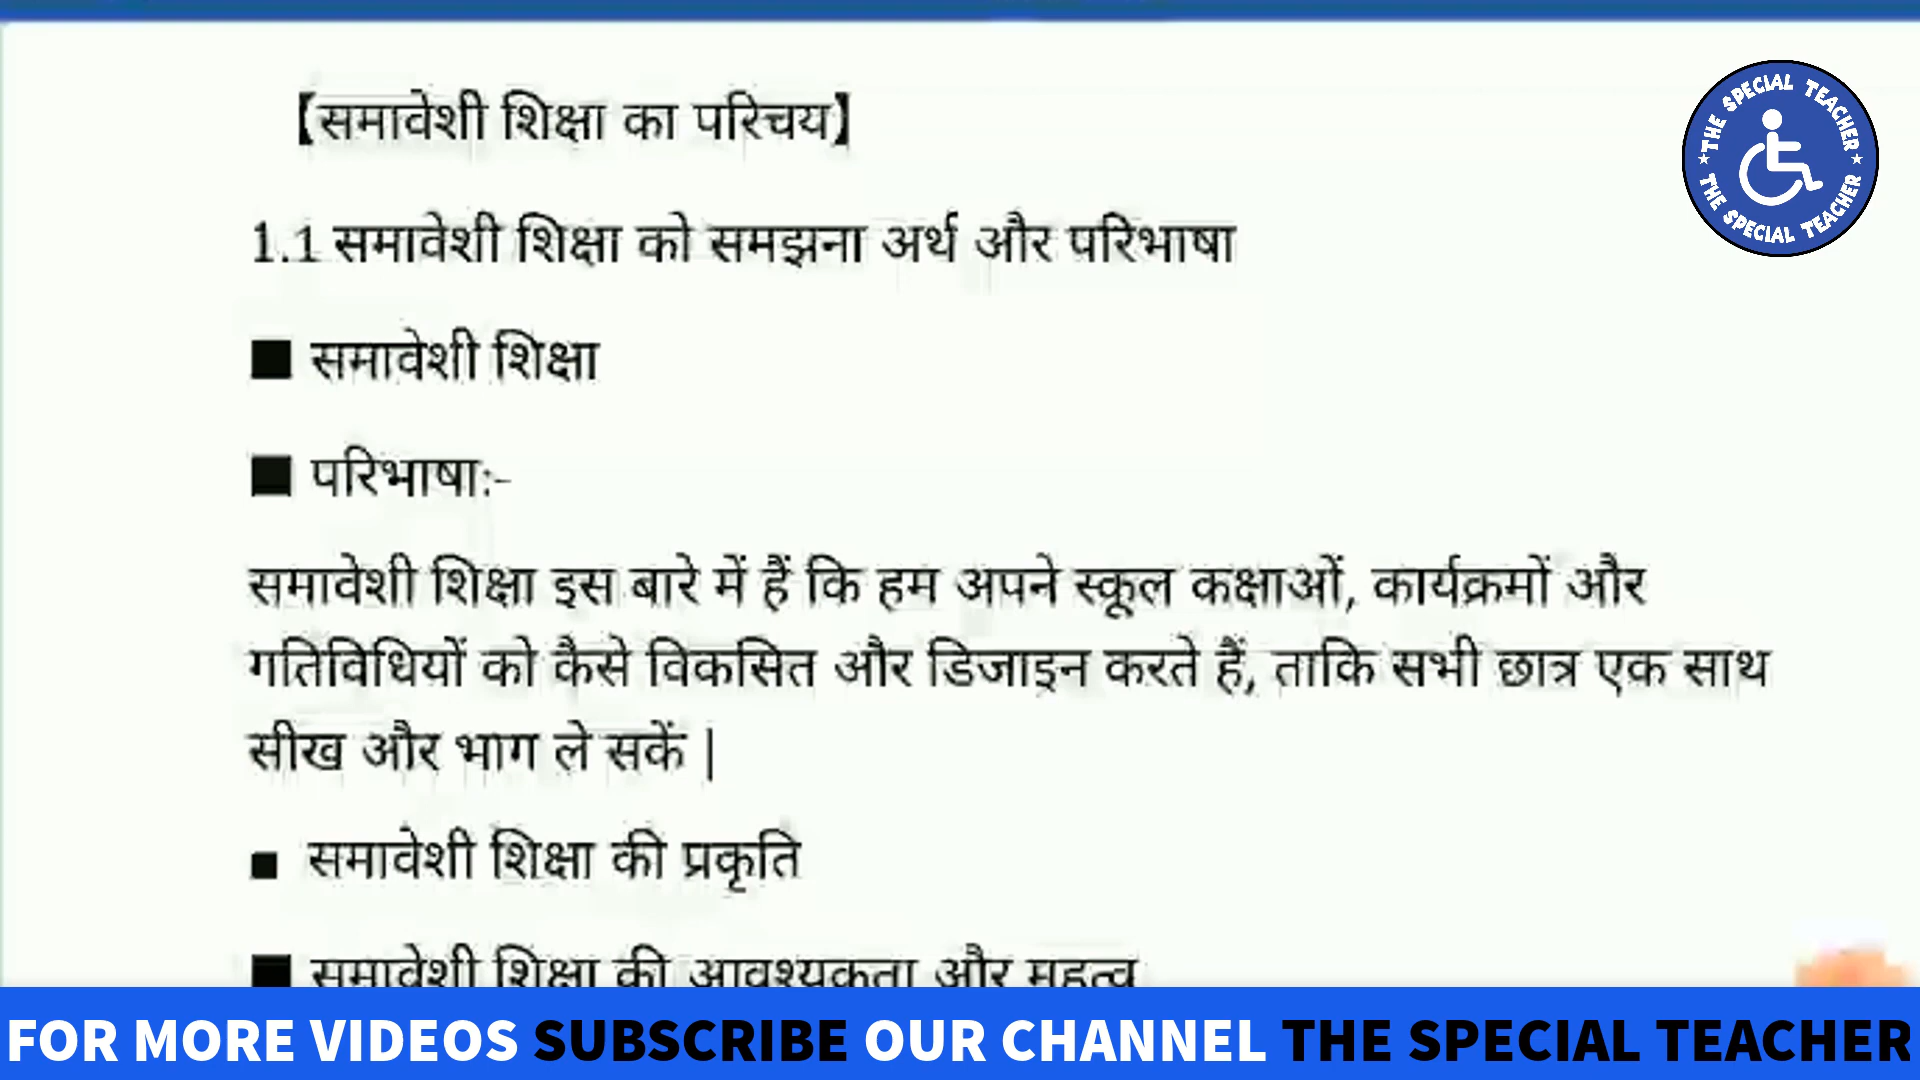 【समावेशी शिक्षा का परिचय】
THE SPECIAL TEACHER
THE SPECIAL TEACHER
1.1 समावेशी शिक्षा को समझना अर्थ और परिभाषा
■ समावेशी शिक्षा
■ परिभाषा:-
समावेशी शिक्षा इस बारे में हैं कि हम अपने स्कूल कक्षाओं, कार्यक्रमों और
गतिविधियों को कैसे विकसित और डिजाइन करते हैं, ताकि सभी छात्र एक साथ
सीख और भाग ले सकें |
▪ समावेशी शिक्षा की प्रकृति
■ समावेशी शिक्षा की आवश्यकता और महत्व
FOR MORE VIDEOS SUBSCRIBE OUR CHANNEL THE SPECIAL TEACHER